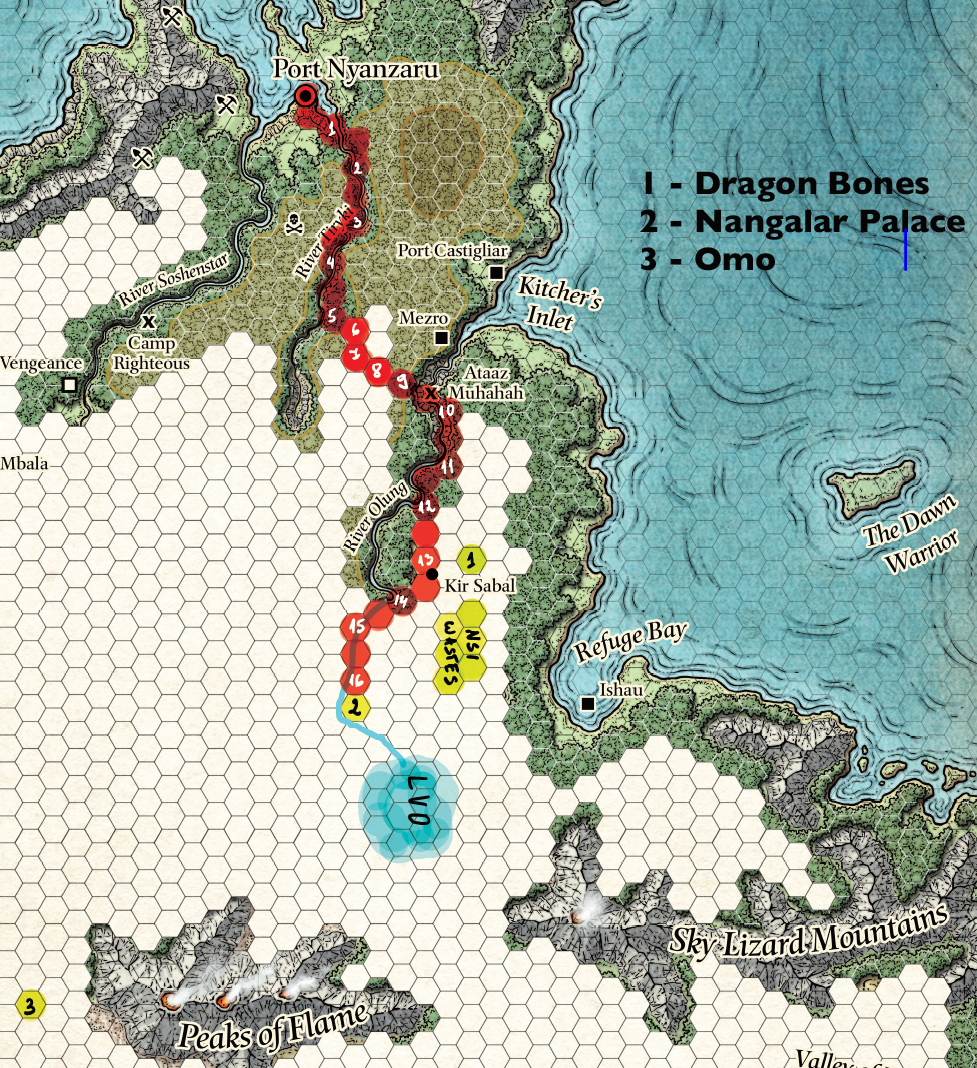 Port Nyanzaru
1
2
1 - Dragon Bones
2 - Nangalar Palace
3 - Omo
3
River Tiryki
4
Port Castigliar
River Soshenstar
Kitcher's
Inlet
5
Mezro
6
Camp
Righteous
7
Vengeance
8
9
Ataaz
Muhahah
10
Mbala
11
River Olung
12
The Dawn
Warrior
13
1
Kir Sabal
14
15
NSI
WASTES
Refuge Bay
16
Ishau
2
LVO
Sky Lizard Mountains
3
Peaks of Flame